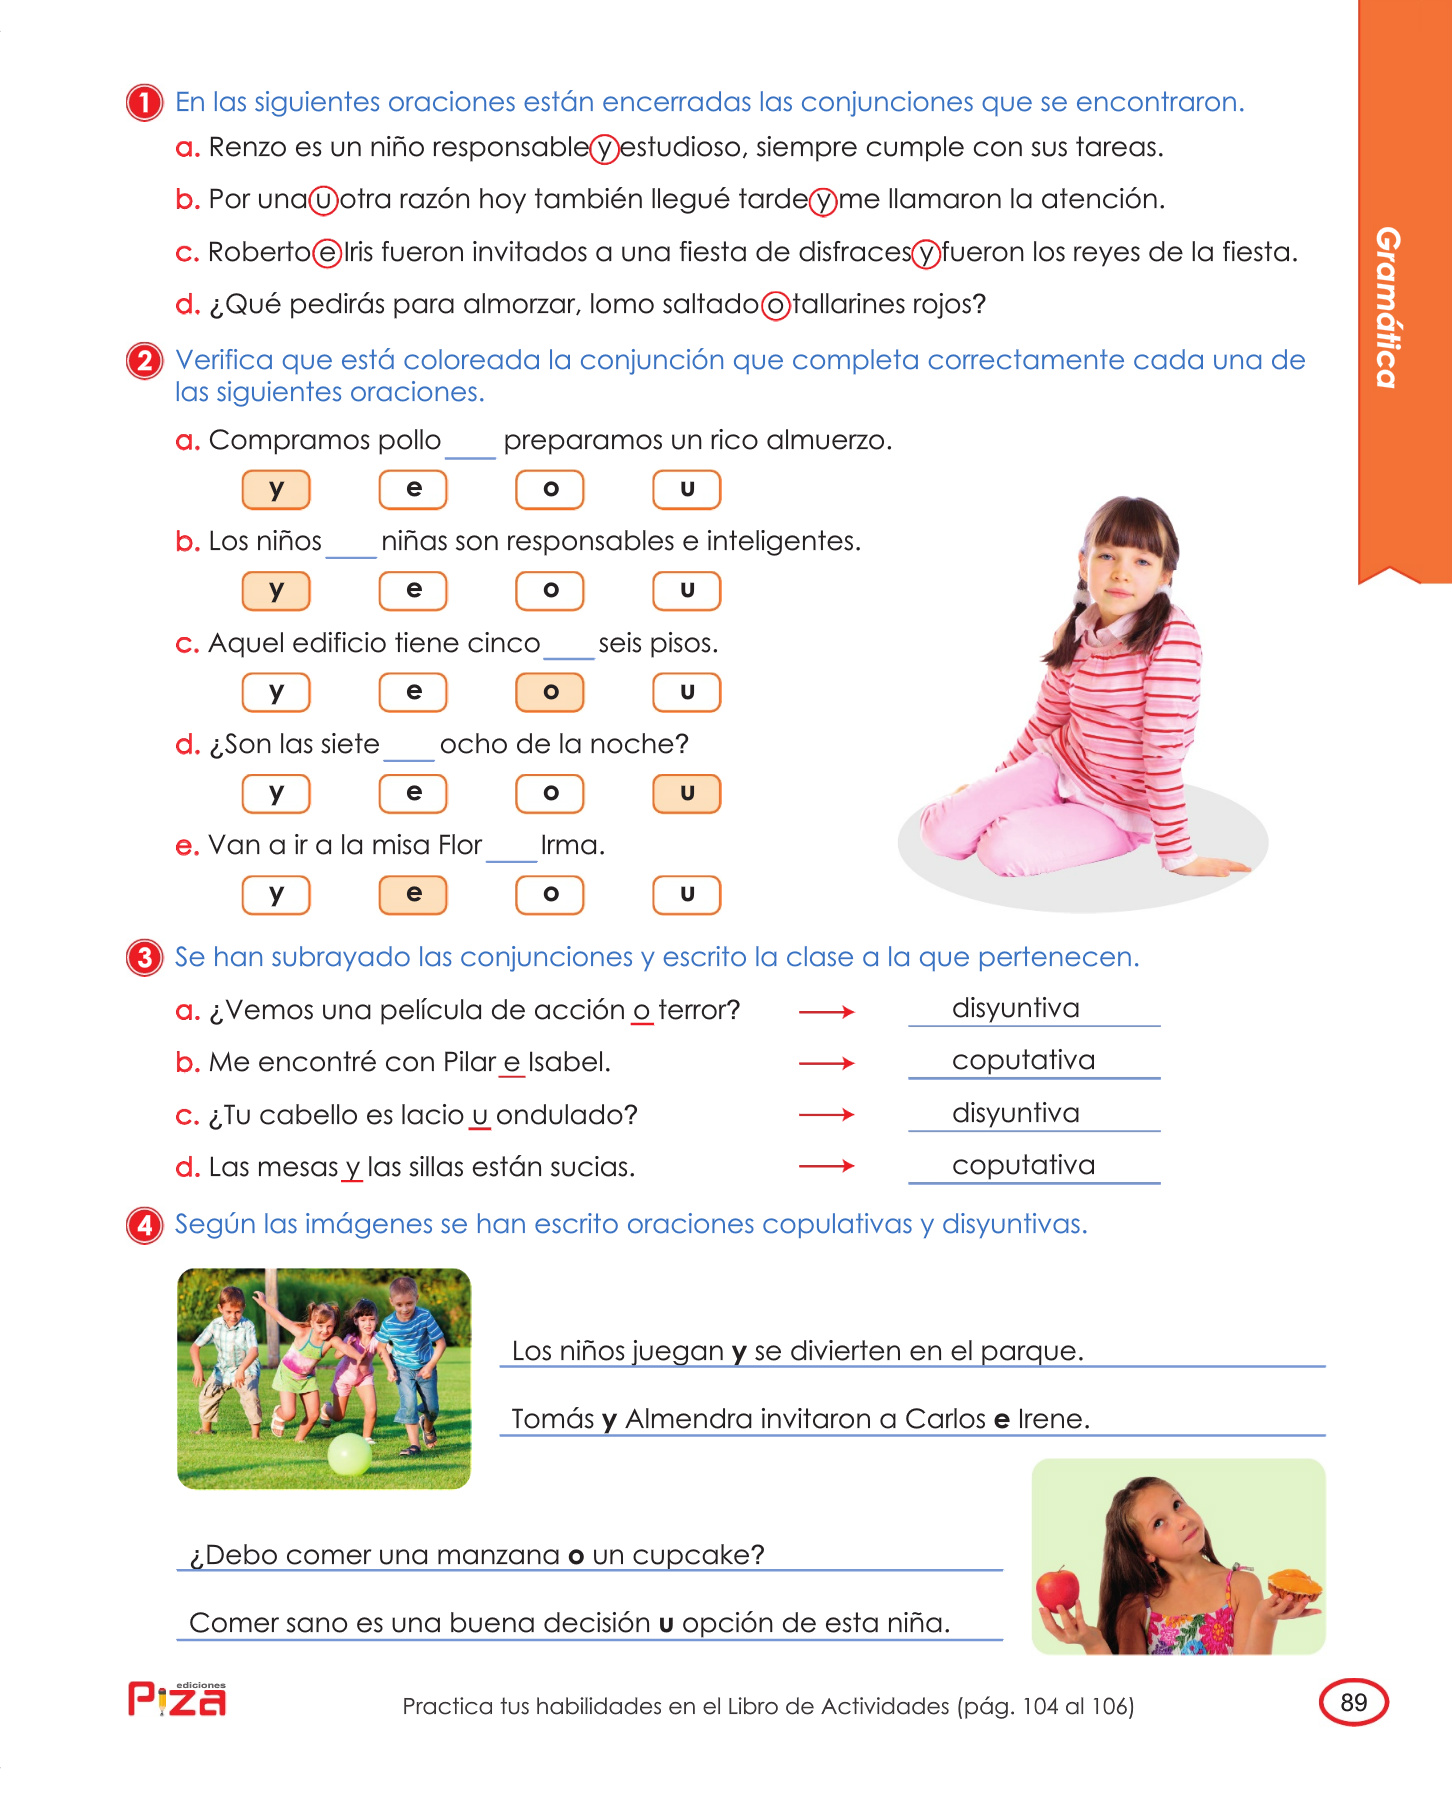 1 En las siguientes oraciones están encerradas las conjunciones que se encontraron.
a. Renzo es un niño responsable y estudioso, siempre cumple con sus tareas.
b. Por una u otra razón hoy también llegué tarde y me llamaron la atención.
c. Roberto e Iris fueron invitados a una fiesta de disfraces y fueron los reyes de la fiesta.
d. ¿Qué pedirás para almorzar, lomo saltado o tallarines rojos?
Gramática
2 Verifica que está coloreada la conjunción que completa correctamente cada una de
las siguientes oraciones.
a. Compramos pollo ____ preparamos un rico almuerzo.
y e o u
b. Los niños ____ niñas son responsables e inteligentes.
y e o u
c. Aquel edificio tiene cinco ____ seis pisos.
y e o u
d. ¿Son las siete ____ ocho de la noche?
y e o u
e. Van a ir a la misa Flor ____ Irma.
y e o u
3 Se han subrayado las conjunciones y escrito la clase a la que pertenecen.
a. ¿Vemos una película de acción o terror? disyuntiva
b. Me encontré con Pilar e Isabel. coputativa
c. ¿Tu cabello es lacio u ondulado? disyuntiva
d. Las mesas y las sillas están sucias. coputativa
4 Según las imágenes se han escrito oraciones copulativas y disyuntivas.
Los niños juegan y se divierten en el parque.
Tomás y Almendra invitaron a Carlos e Irene.
¿Debo comer una manzana o un cupcake?
Comer sano es una buena decisión u opción de esta niña.
ediciones
Piza
Practica tus habilidades en el Libro de Actividades (pág. 104 al 106)
89